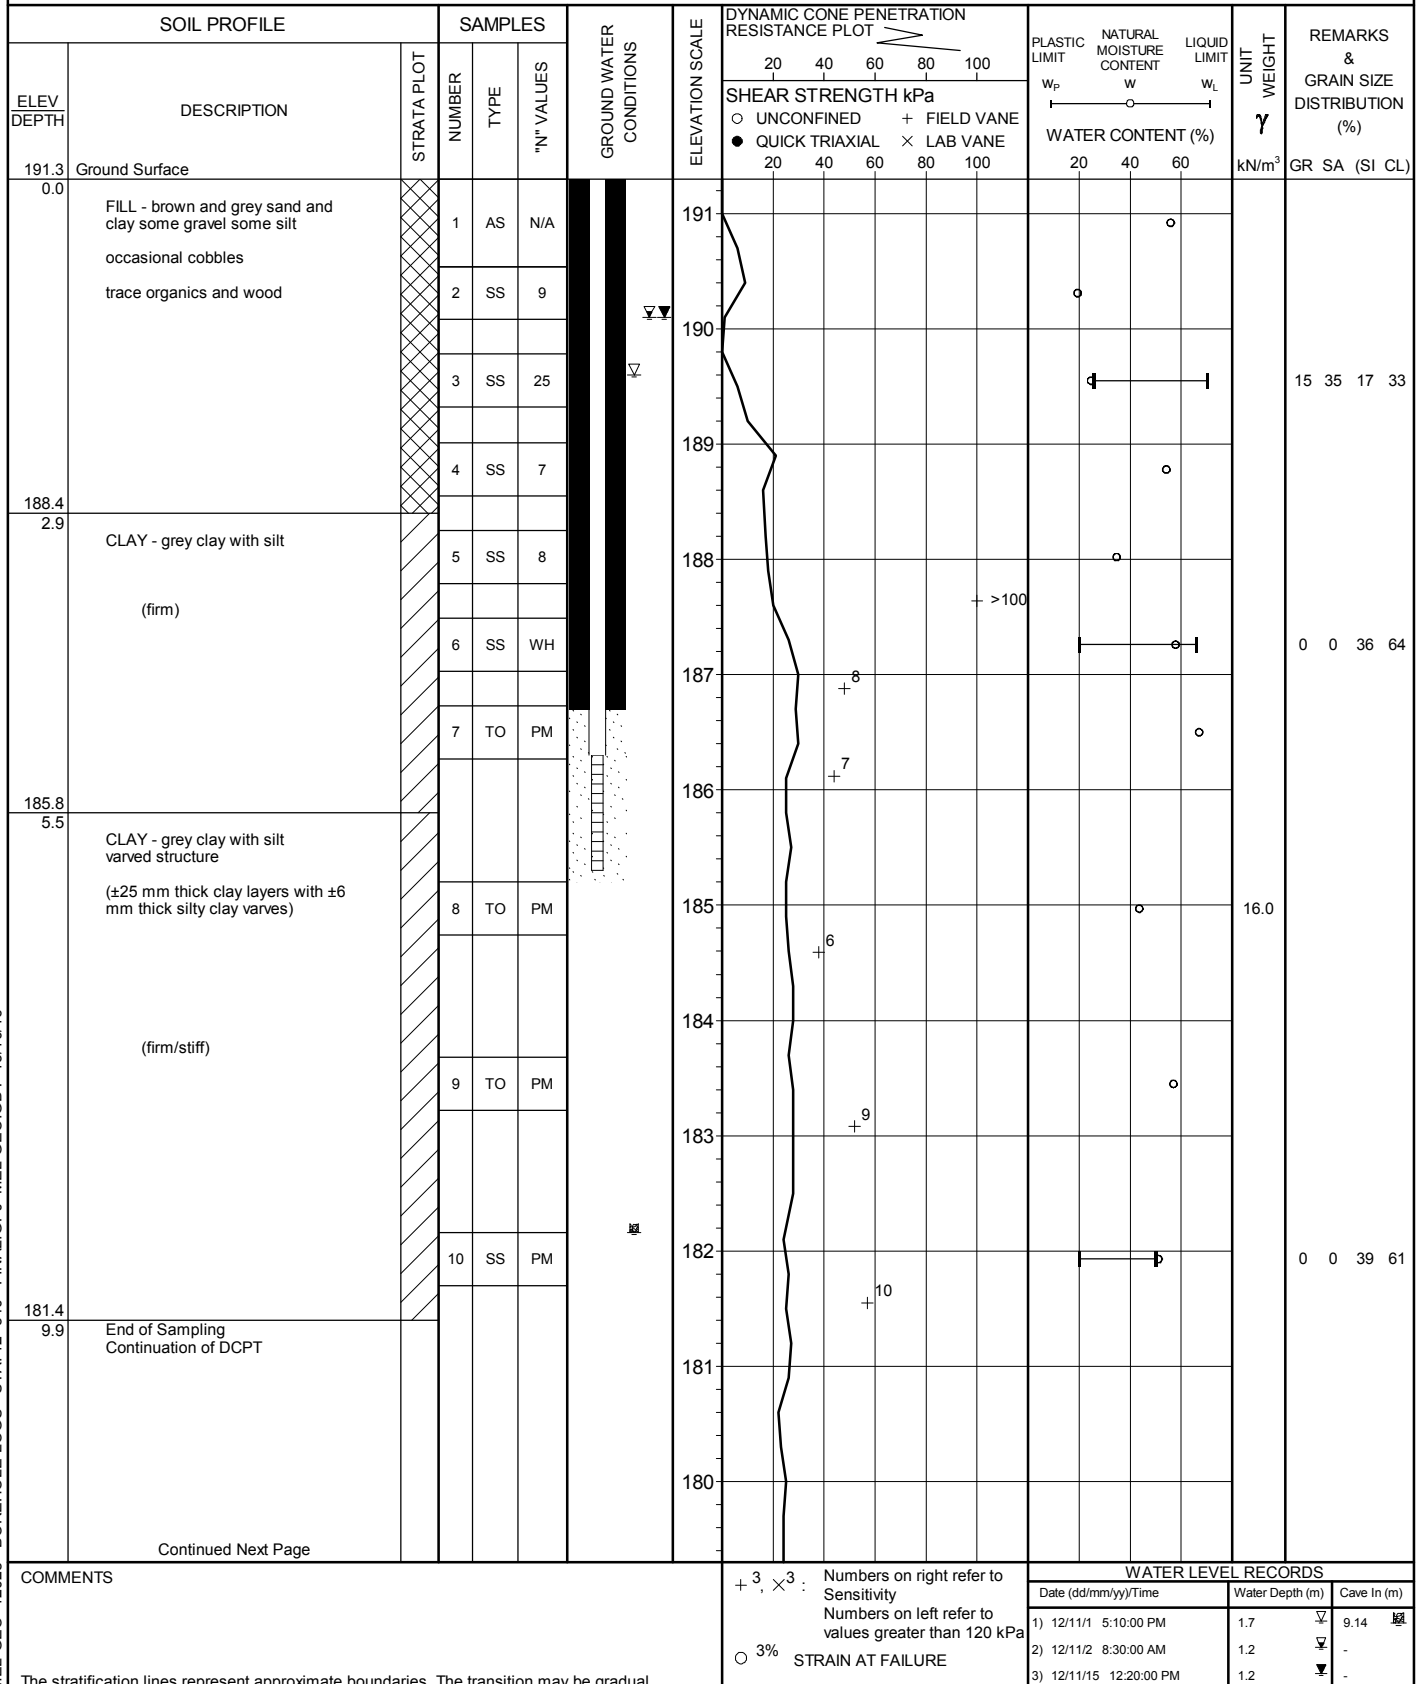 SOIL PROFILE
SAMPLES
GROUND WATER CONDITIONS
ELEVATION SCALE
DYNAMIC CONE PENETRATION
RESISTANCE PLOT
20 40 60 80 100
PLASTIC LIMIT
NATURAL MOISTURE CONTENT
LIQUID LIMIT
WP W WL
UNIT WEIGHT
γ
kN/m³
REMARKS
&
GRAIN SIZE
DISTRIBUTION
(%)
ELEV
DEPTH
DESCRIPTION
STRATA PLOT
NUMBER
TYPE
"N" VALUES
SHEAR STRENGTH kPa
○ UNCONFINED + FIELD VANE
● QUICK TRIAXIAL × LAB VANE
20 40 60 80 100
WATER CONTENT (%)
20 40 60
GR SA (SI CL)
191.3 Ground Surface
0.0
FILL - brown and grey sand and
clay some gravel some silt
occasional cobbles
trace organics and wood
1 AS N/A
191
2 SS 9
190
3 SS 25
15 35 17 33
189
4 SS 7
188.4
2.9
CLAY - grey clay with silt
5 SS 8
188
(firm)
>100
6 SS WH
0 0 36 64
187
8
7 TO PM
7
186
185.8
5.5
CLAY - grey clay with silt
varved structure
(±25 mm thick clay layers with ±6
mm thick silty clay varves)
8 TO PM
185
16.0
6
184
(firm/stiff)
9 TO PM
9
183
182
10 SS PM
0 0 39 61
10
181.4
9.9
End of Sampling
Continuation of DCPT
181
180
Continued Next Page
COMMENTS
+ 3, × 3 : Numbers on right refer to
Sensitivity
Numbers on left refer to
values greater than 120 kPa
○ 3% STRAIN AT FAILURE
WATER LEVEL RECORDS
Date (dd/mm/yy)/Time Water Depth (m) Cave In (m)
1) 12/11/1 5:10:00 PM 1.7 9.14
2) 12/11/2 8:30:00 AM 1.2 -
3) 12/11/15 12:20:00 PM 1.2 -
The stratification lines represent approximate boundaries. The transition may be gradual.